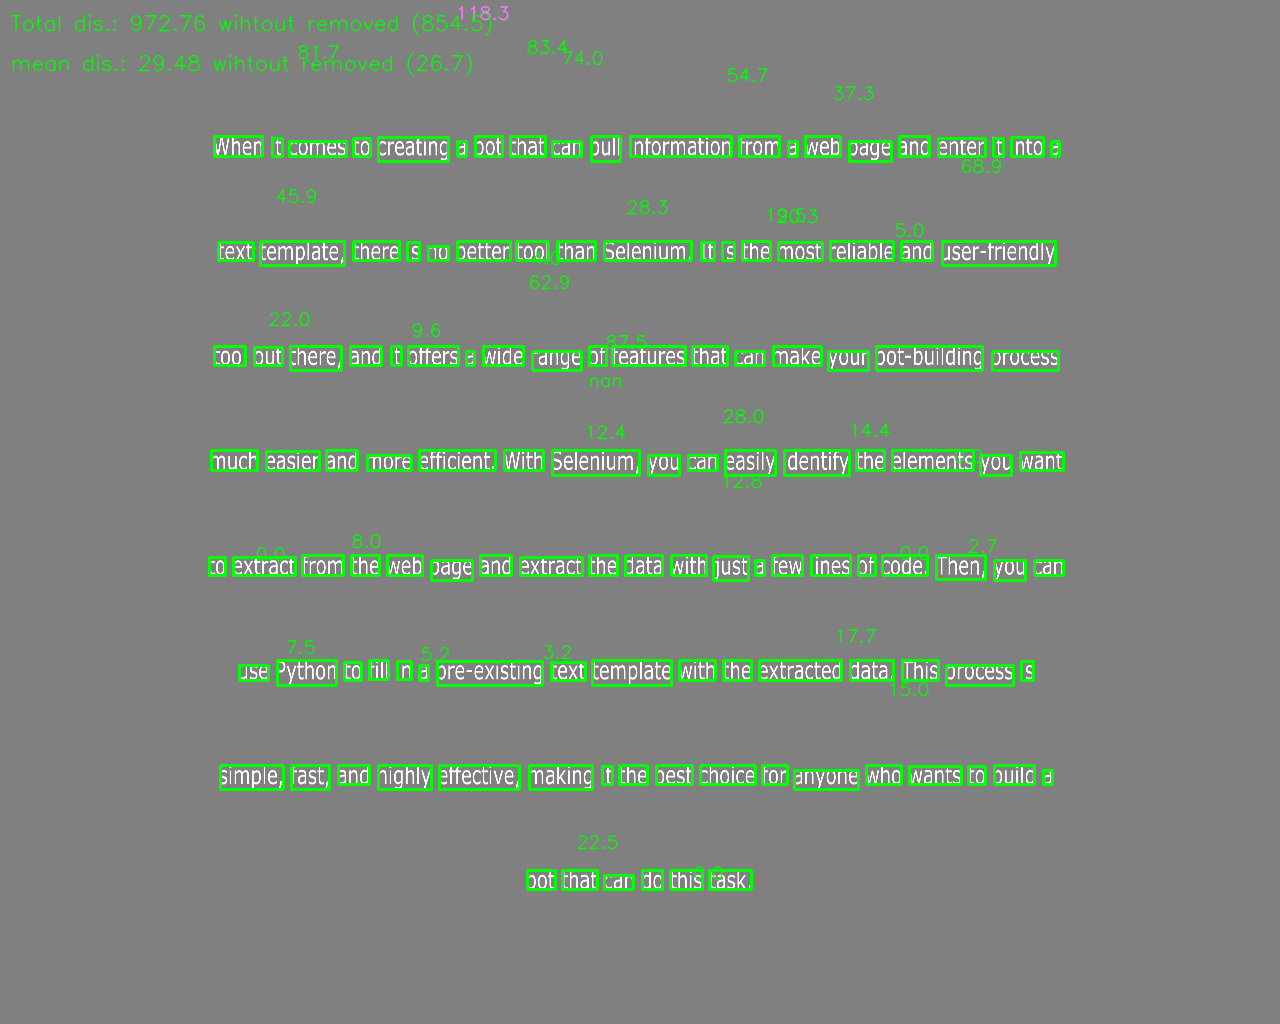 118.3
Total dis.: 972.76 wihtout removed (854.5)
81.7 83.4 74.0
mean dis.: 29.48 wihtout removed (26.7)
54.7 37.3
When it comes to creating a bot that can pull information from a web page and enter it into a
68.9
45.9 28.3 5.0
text template, there is no better tool than Selenium. It is the most reliable and user-friendly
62.9
22.0 9.6 87.5
tool out there, and it offers a wide range of features that can make your bot-building process
nan
12.4 28.0 14.4
much easier and more efficient. With Selenium, you can easily identify the elements you want
12.8
8.0 2.7
to extract from the web page and extract the data with just a few lines of code. Then, you can
7.5 5.2 3.2 17.7
use Python to fill in a pre-existing text template with the extracted data. This process is
15.0
simple, fast, and highly effective, making it the best choice for anyone who wants to build a
22.5
bot that can do this task.